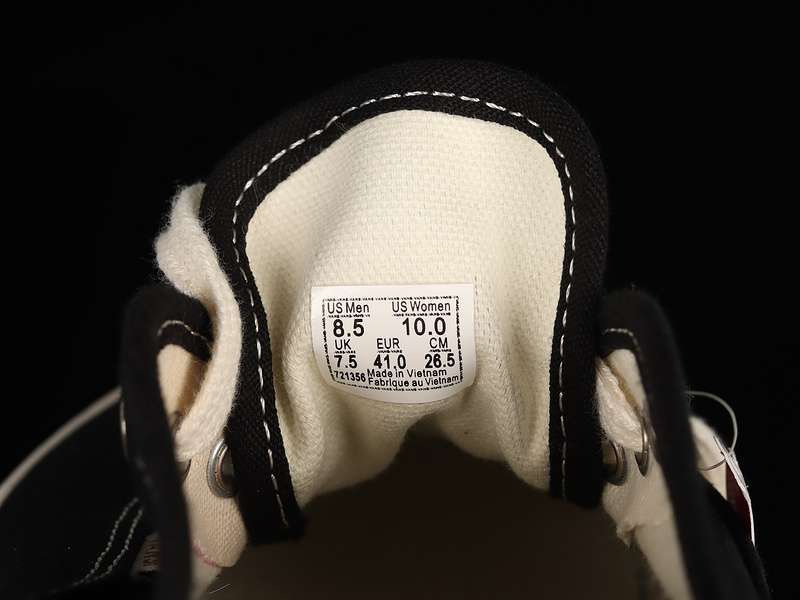 US Men US Women
8.5 10.0
UK EUR CM
7.5 41.0 26.5
721356 Made in Vietnam
Fabrique au Vietnam